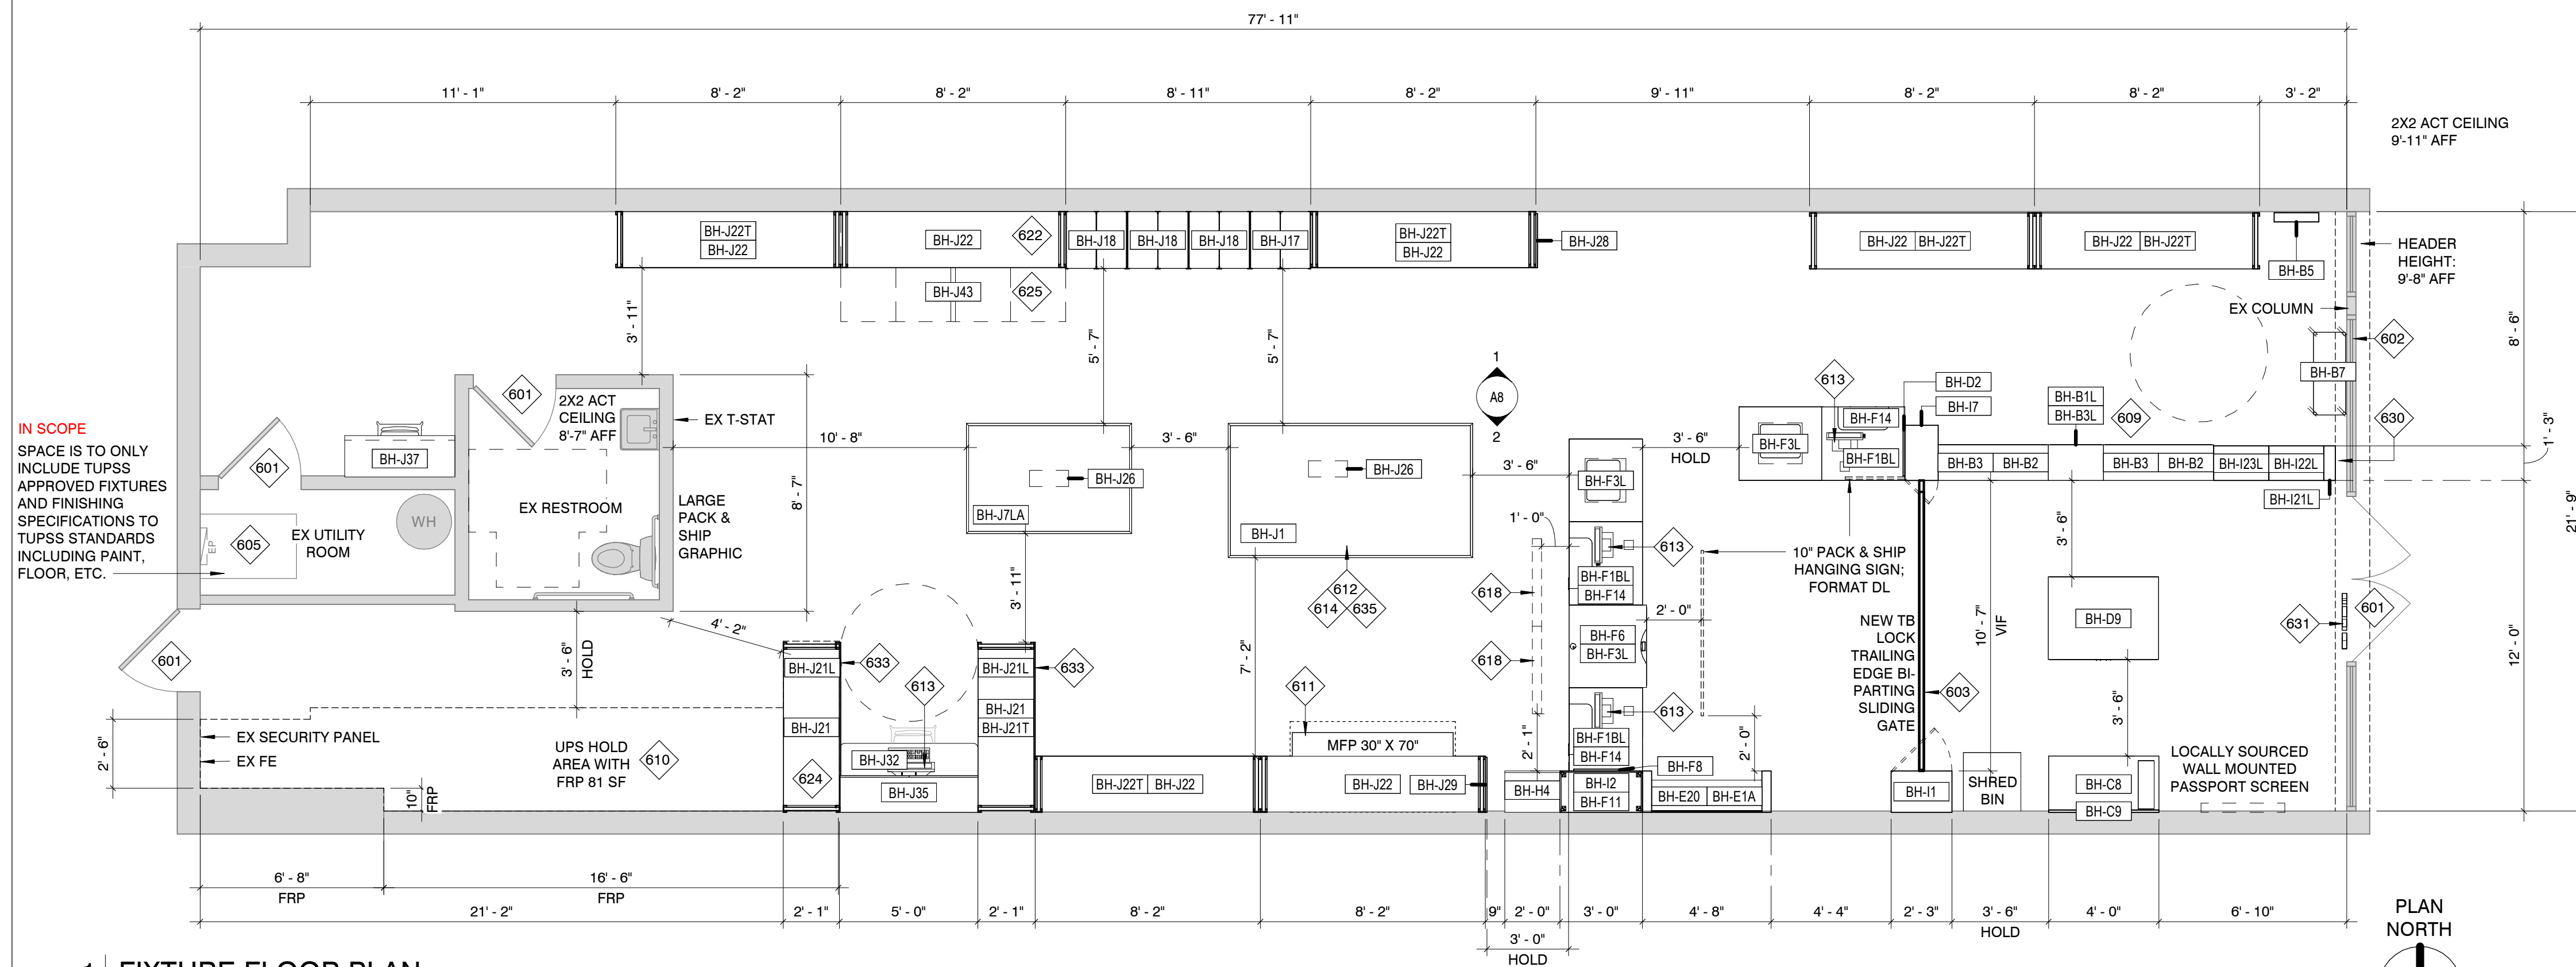 77' - 11"
11' - 1"
8' - 2"
8' - 2"
8' - 11"
8' - 2"
9' - 11"
8' - 2"
8' - 2"
3' - 2"
2X2 ACT CEILING
9'-11" AFF
BH-J22T
BH-J22
BH-J22
622
BH-J18
BH-J18
BH-J18
BH-J17
BH-J22T
BH-J22
BH-J28
BH-J22
BH-J22T
BH-J22
BH-J22T
BH-B5
HEADER
HEIGHT:
9'-8" AFF
BH-J43
625
3' - 11"
5' - 7"
5' - 7"
EX COLUMN
602
8' - 6"
BH-B7
1
A8
2
613
BH-D2
BH-I7
BH-F14
BH-F3L
BH-F1BL
BH-B1L
BH-B3L
609
630
1' - 3"
601
2X2 ACT
CEILING
8'-7" AFF
EX T-STAT
IN SCOPE
SPACE IS TO ONLY
INCLUDE TUPSS
APPROVED FIXTURES
AND FINISHING
SPECIFICATIONS TO
TUPSS STANDARDS
INCLUDING PAINT,
FLOOR, ETC.
BH-J37
601
10' - 8"
3' - 6"
3' - 6"
3' - 6"
HOLD
BH-J26
BH-J26
BH-F3L
BH-B3
BH-B2
BH-B3
BH-B2
BH-I23L
BH-I22L
BH-I21L
21' - 9"
EX RESTROOM
LARGE
PACK &
SHIP
GRAPHIC
8' - 7"
BH-J7LA
BH-J1
1' - 0"
WH
EP
605
EX UTILITY
ROOM
613
BH-F1BL
BH-F14
10" PACK & SHIP
HANGING SIGN;
FORMAT DL
3' - 6"
3' - 11"
612
614
635
618
2' - 0"
BH-F6
BH-F3L
618
10' - 7"
VIF
BH-D9
601
631
12' - 0"
4' - 2"
3' - 6"
HOLD
601
BH-J21L
633
613
BH-J21L
633
7' - 2"
611
NEW TB
LOCK
TRAILING
EDGE BI-
PARTING
SLIDING
GATE
603
3' - 6"
BH-J21
BH-J21
BH-J21T
613
2' - 1"
2' - 0"
2' - 6"
EX SECURITY PANEL
EX FE
UPS HOLD
AREA WITH
FRP 81 SF
610
624
BH-J32
BH-J35
MFP 30" X 70"
BH-J22T
BH-J22
BH-J22
BH-J29
BH-H4
BH-F1BL
BH-F14
BH-F8
BH-I2
BH-F11
BH-E20
BH-E1A
BH-I1
SHRED
BIN
BH-C8
BH-C9
LOCALLY SOURCED
WALL MOUNTED
PASSPORT SCREEN
10"
FRP
6' - 8"
FRP
16' - 6"
FRP
21' - 2"
2' - 1"
5' - 0"
2' - 1"
8' - 2"
8' - 2"
9"
2' - 0"
3' - 0"
4' - 8"
4' - 4"
2' - 3"
3' - 6"
HOLD
4' - 0"
6' - 10"
3' - 0"
HOLD
PLAN
NORTH
1
FIXTURE FLOOR PLAN